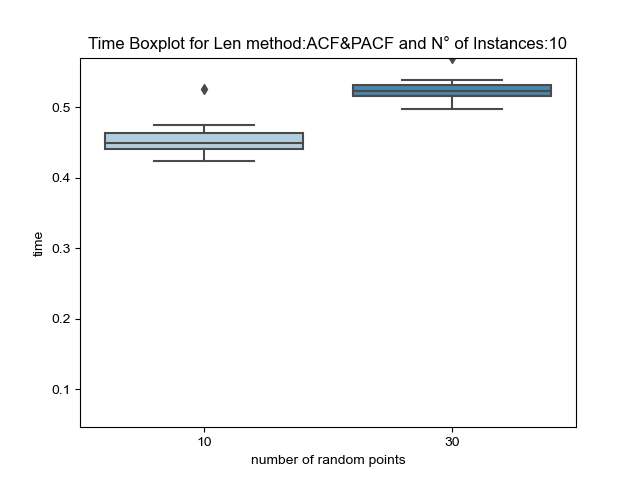 Time Boxplot for Len method:ACF&PACF and N° of Instances:10
0.5
0.4
0.3
0.2
0.1
time
10
30
number of random points